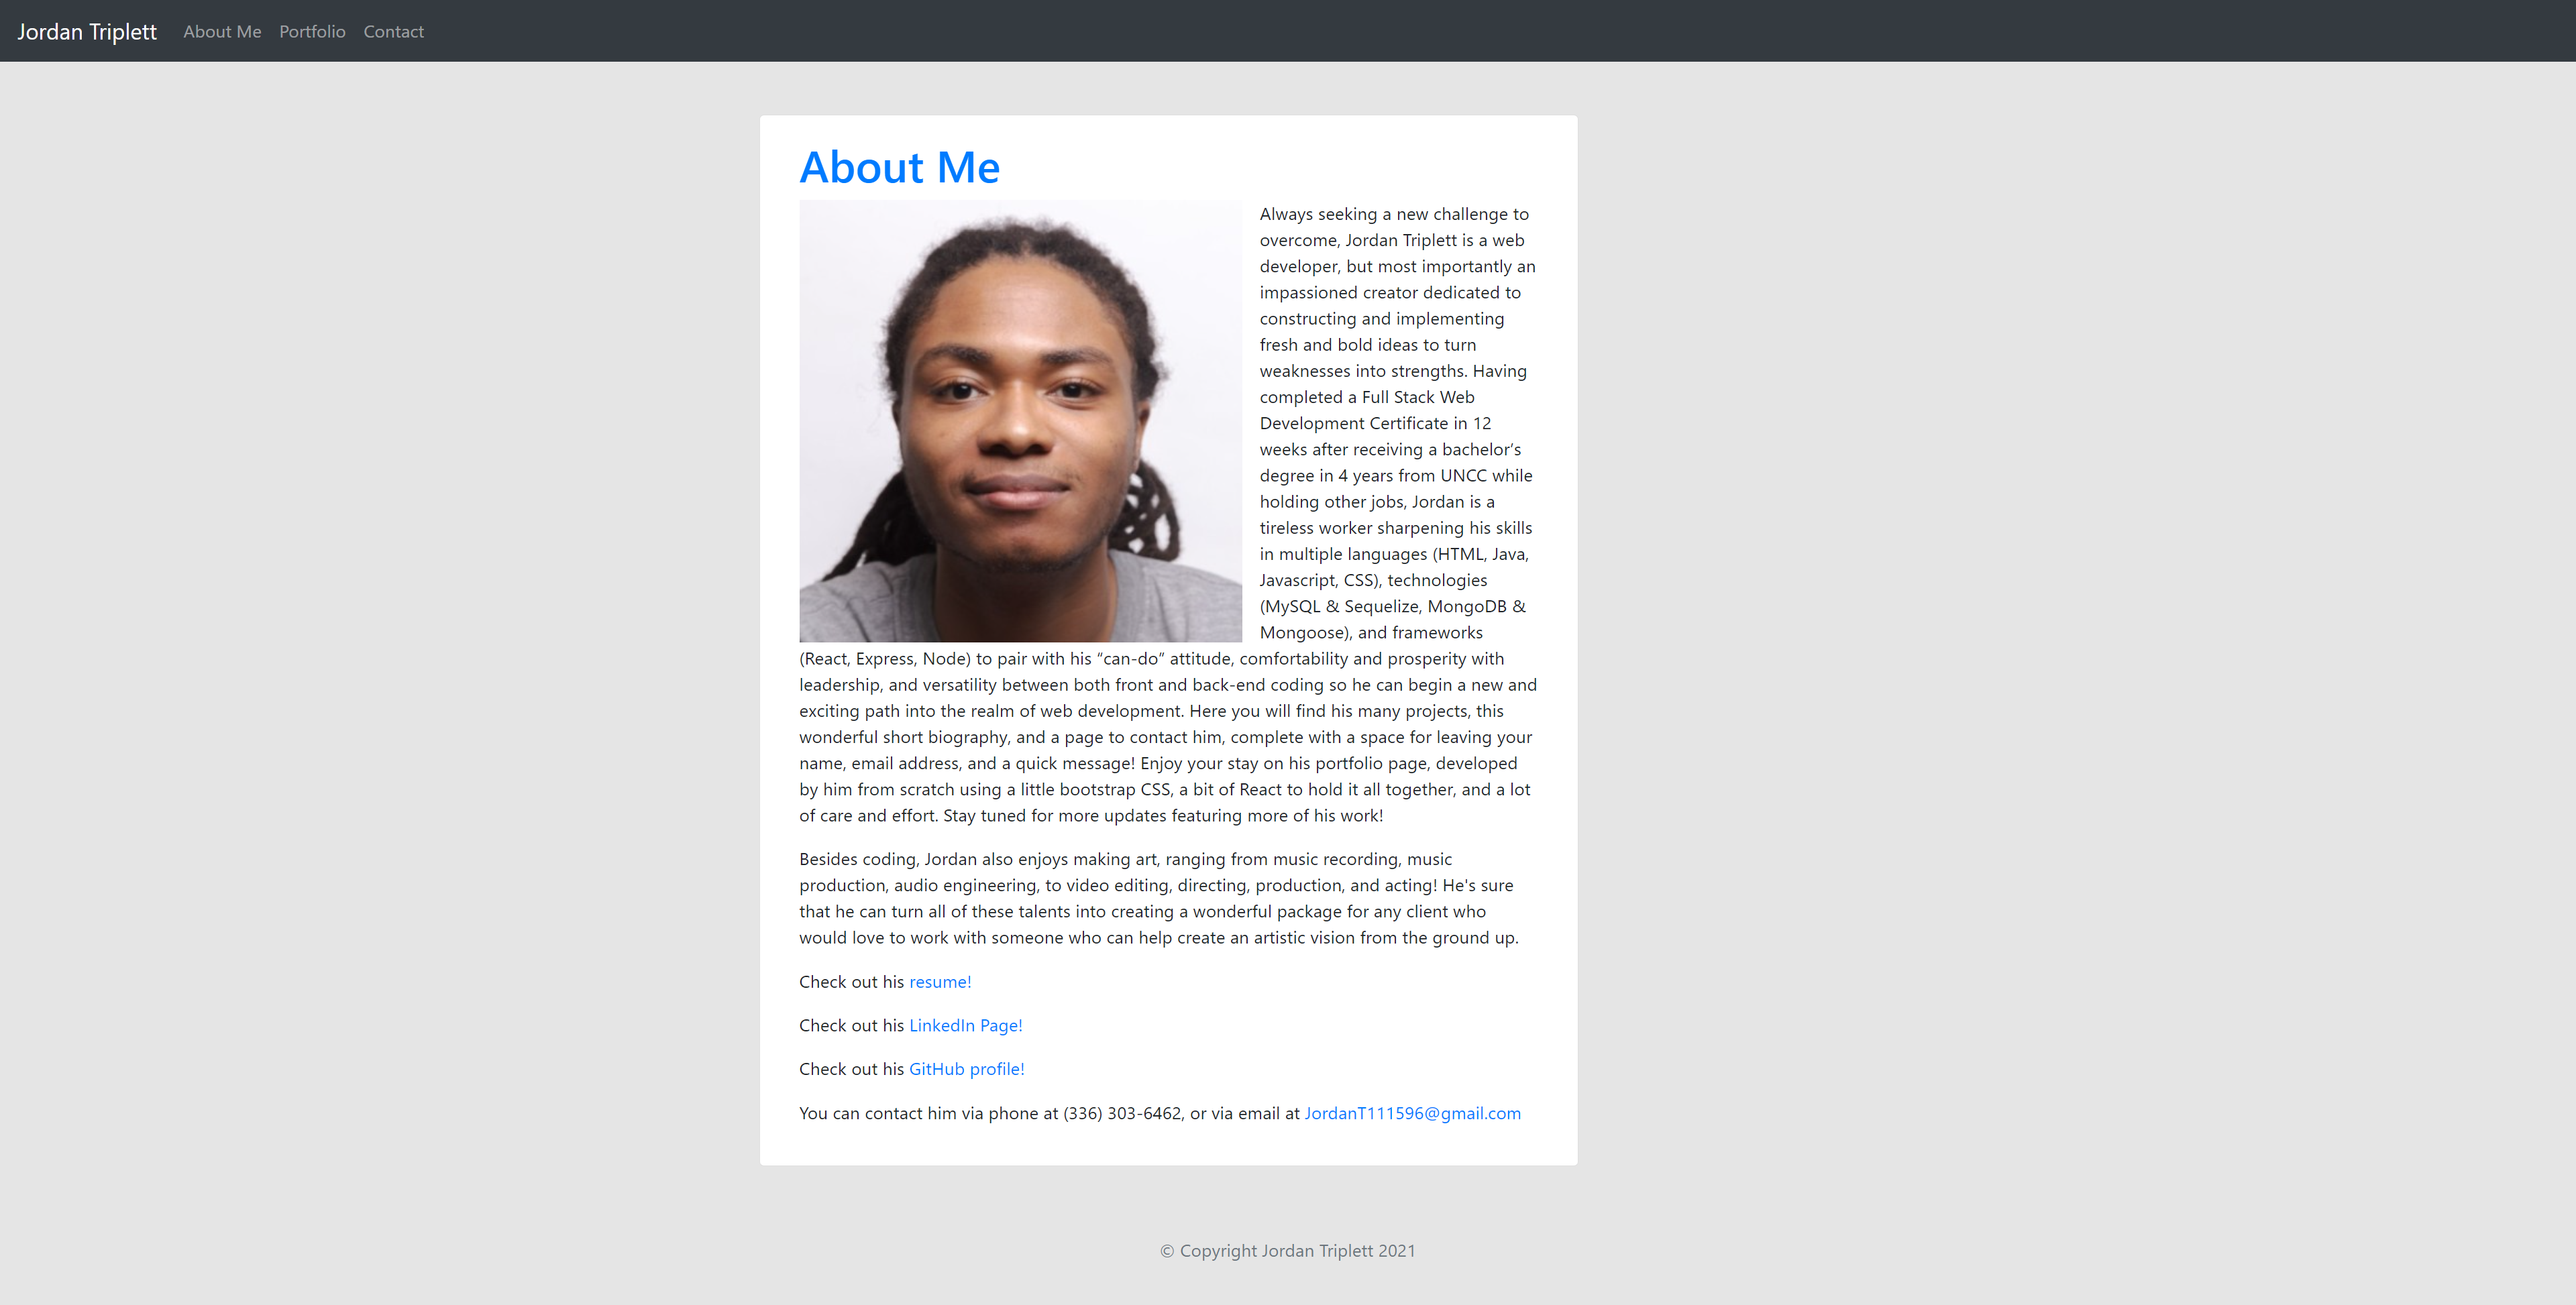 Jordan Triplett About Me Portfolio Contact
About Me
Always seeking a new challenge to
overcome, Jordan Triplett is a web
developer, but most importantly an
impassioned creator dedicated to
constructing and implementing
fresh and bold ideas to turn
weaknesses into strengths. Having
completed a Full Stack Web
Development Certificate in 12
weeks after receiving a bachelor’s
degree in 4 years from UNCC while
holding other jobs, Jordan is a
tireless worker sharpening his skills
in multiple languages (HTML, Java,
Javascript, CSS), technologies
(MySQL & Sequelize, MongoDB &
Mongoose), and frameworks
(React, Express, Node) to pair with his “can-do” attitude, comfortability and prosperity with
leadership, and versatility between both front and back-end coding so he can begin a new and
exciting path into the realm of web development. Here you will find his many projects, this
wonderful short biography, and a page to contact him, complete with a space for leaving your
name, email address, and a quick message! Enjoy your stay on his portfolio page, developed
by him from scratch using a little bootstrap CSS, a bit of React to hold it all together, and a lot
of care and effort. Stay tuned for more updates featuring more of his work!
Besides coding, Jordan also enjoys making art, ranging from music recording, music
production, audio engineering, to video editing, directing, production, and acting! He's sure
that he can turn all of these talents into creating a wonderful package for any client who
would love to work with someone who can help create an artistic vision from the ground up.
Check out his resume!
Check out his LinkedIn Page!
Check out his GitHub profile!
You can contact him via phone at (336) 303-6462, or via email at JordanT111596@gmail.com
© Copyright Jordan Triplett 2021